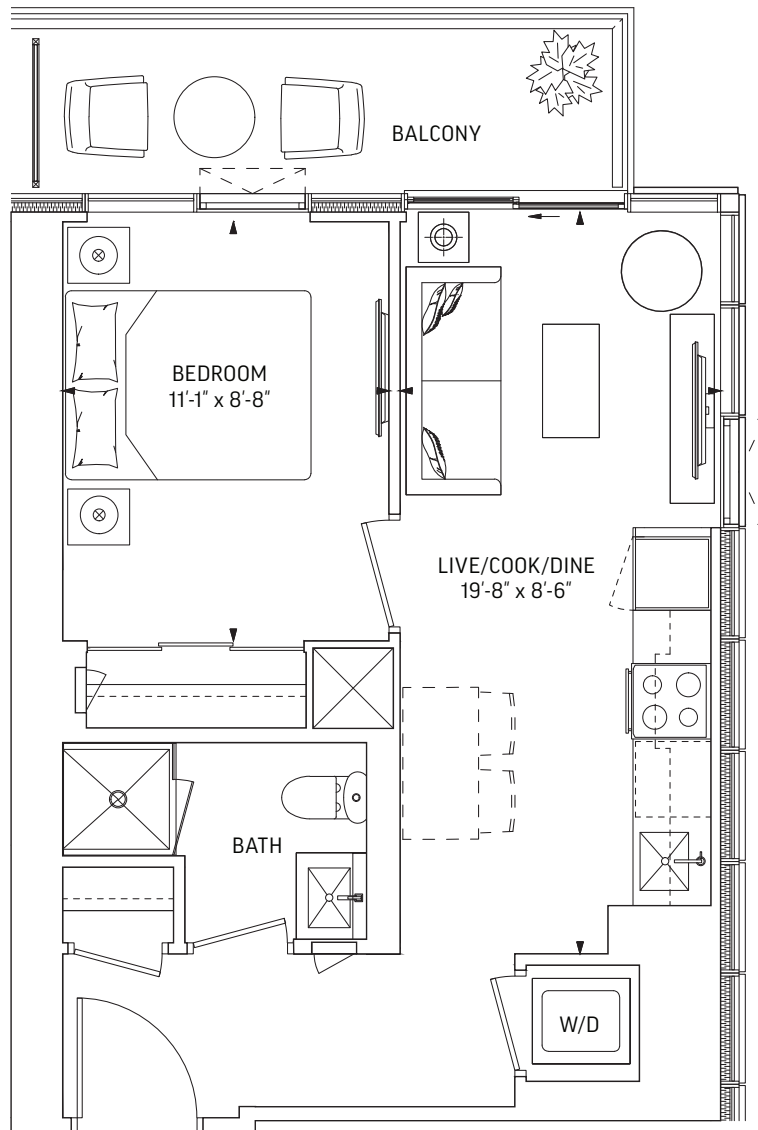 BALCONY
BEDROOM
11'-1" x 8'-8"
LIVE/COOK/DINE
19'-8" x 8'-6"
BATH
W/D